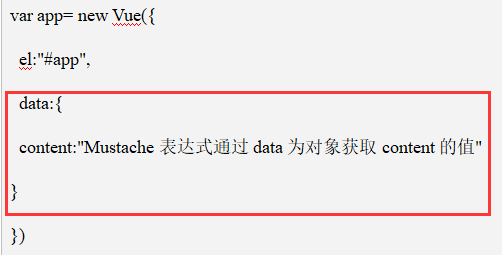 var app= new Vue({
el:"#app",
data:{
content:"Mustache 表达式通过 data 为对象获取 content 的值"
}
})